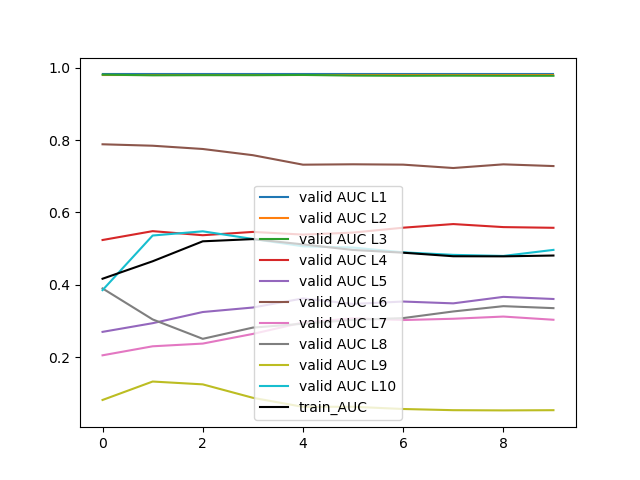 1.0
0.8
0.6
0.4
0.2
valid AUC L1
valid AUC L2
valid AUC L3
valid AUC L4
valid AUC L5
valid AUC L6
valid AUC L7
valid AUC L8
valid AUC L9
valid AUC L10
train_AUC
0 2 4 6 8